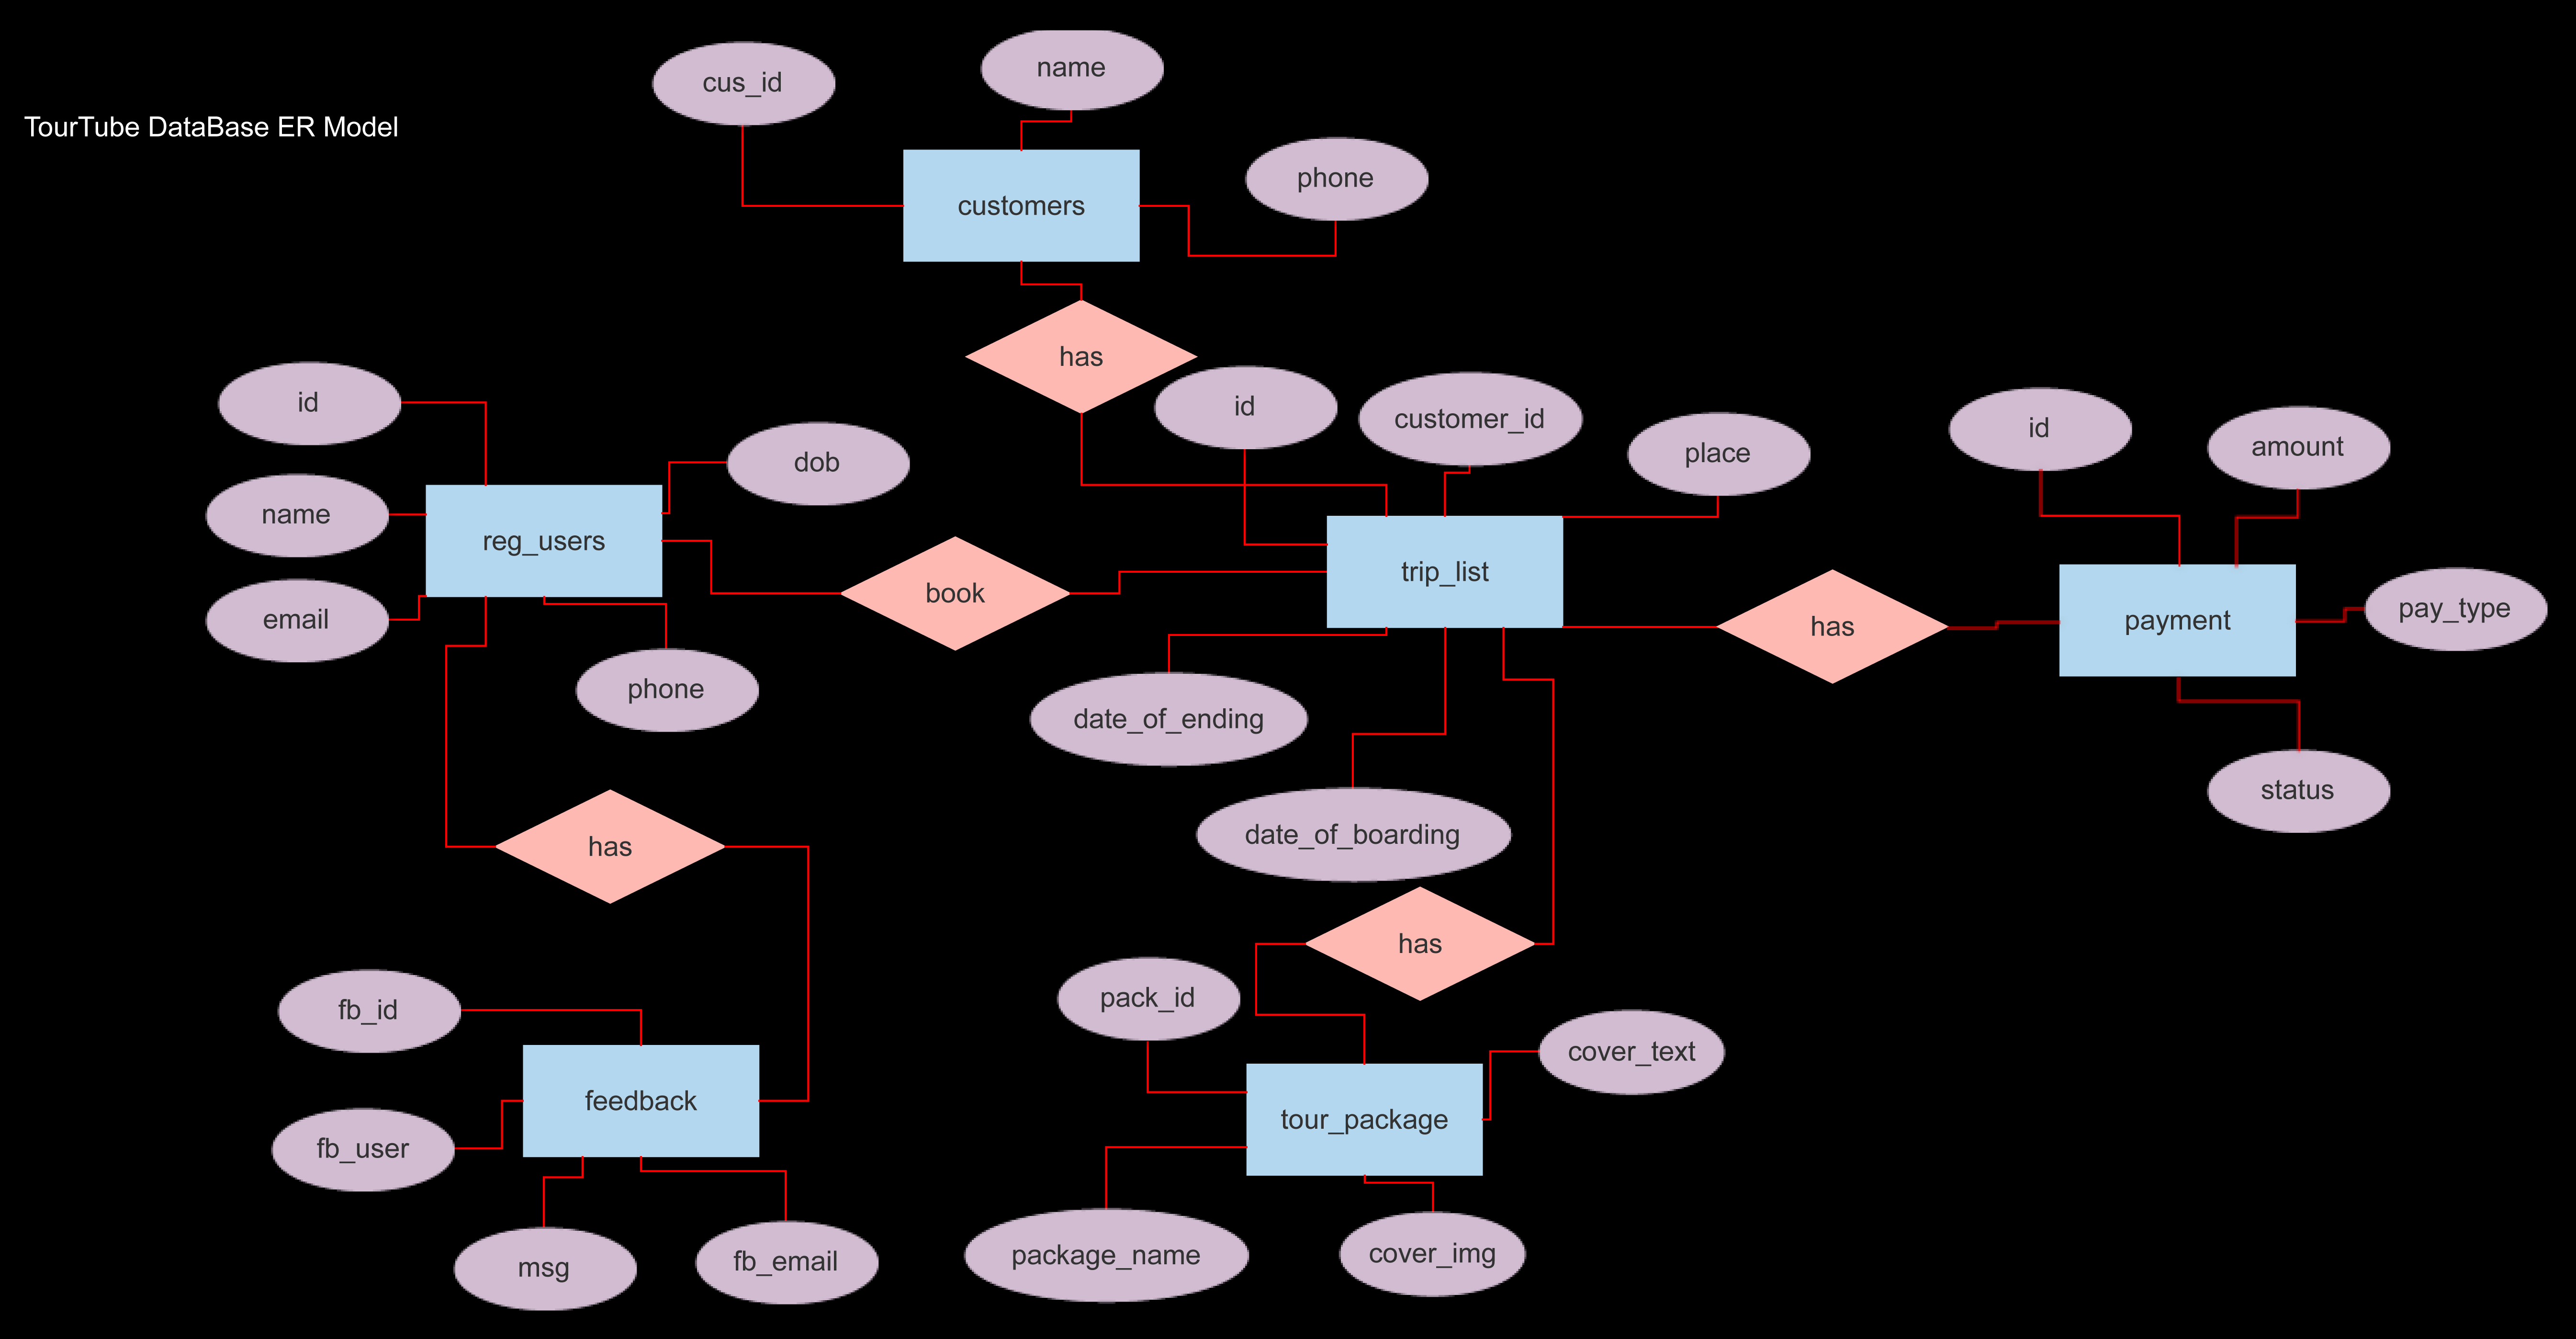 TourTube DataBase ER Model
cus_id
name
phone
customers
has
id
name
email
dob
reg_users
phone
book
id
customer_id
place
trip_list
date_of_ending
date_of_boarding
has
id
amount
pay_type
payment
status
has
fb_id
fb_user
feedback
msg
fb_email
has
pack_id
cover_text
tour_package
package_name
cover_img